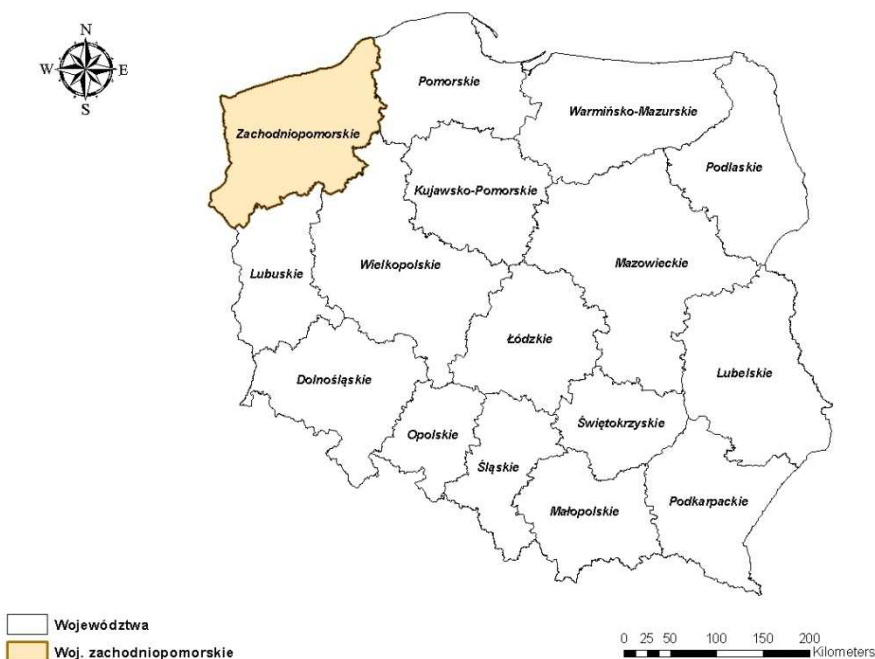 N
W E
S
Pomorskie
Warmińsko-Mazurskie
Zachodniopomorskie
Podlaskie
Kujawsko-Pomorskie
Mazowieckie
Wielkopolskie
Lubuskie
Łódzkie
Lubelskie
Dolnośląskie
Świętokrzyskie
Opolskie
Śląskie
Podkarpackie
Małopolskie
Województwa
Woj. zachodniopomorskie
0 25 50 100 150 200
Kilometers